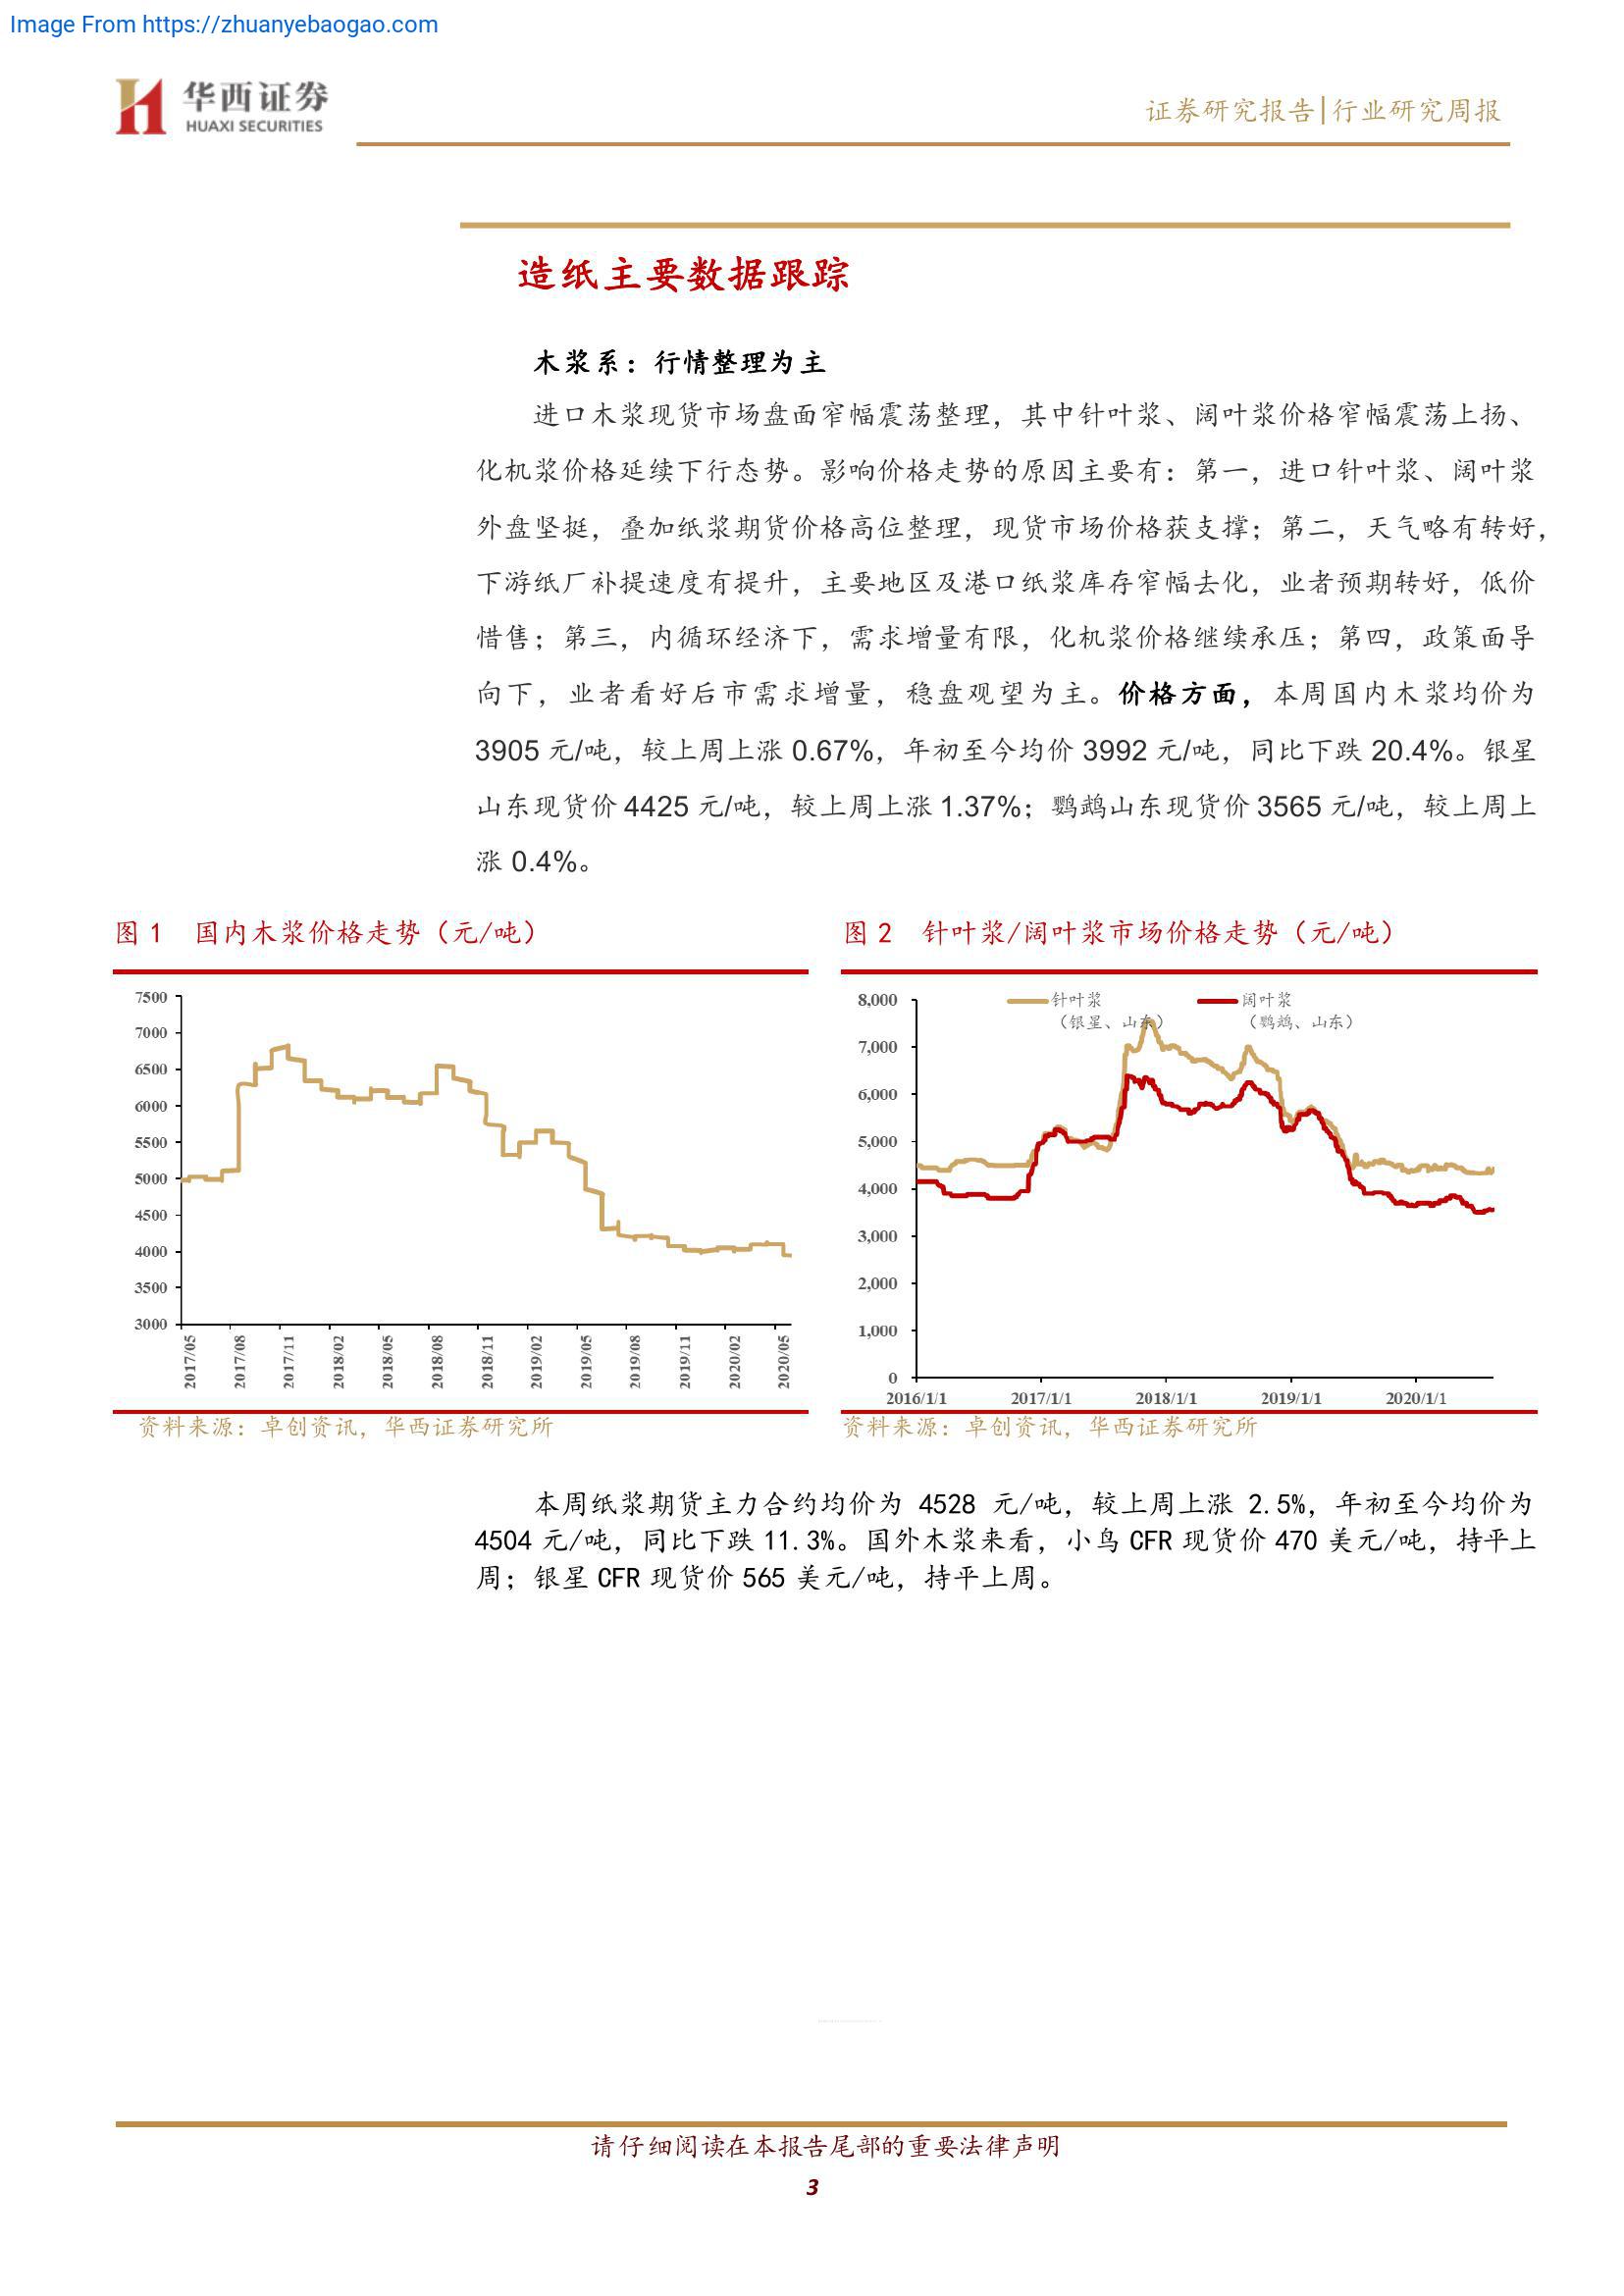 Image From https://zhuanyebaogao.com
华西证券
HUAXI SECURITIES
证券研究报告|行业研究周报
造纸主要数据跟踪
木浆系：行情整理为主
进口木浆现货市场盘面窄幅震荡整理，其中针叶浆、阔叶浆价格窄幅震荡上扬、
化机浆价格延续下行态势。影响价格走势的原因主要有：第一，进口针叶浆、阔叶浆
外盘坚挺，叠加纸浆期货价格高位整理，现货市场价格获支撑；第二，天气略有转好，
下游纸厂补提速度有提升，主要地区及港口纸浆库存窄幅去化，业者预期转好，低价
惜售；第三，内循环经济下，需求增量有限，化机浆价格继续承压；第四，政策面导
向下，业者看好后市需求增量，稳盘观望为主。价格方面，本周国内木浆均价为
3905 元/吨，较上周上涨 0.67%，年初至今均价 3992 元/吨，同比下跌 20.4%。银星
山东现货价 4425 元/吨，较上周上涨 1.37%；鹦鹉山东现货价 3565 元/吨，较上周上
涨 0.4%。
图 1 国内木浆价格走势（元/吨）
7500
7000
6500
6000
5500
5000
4500
4000
3500
3000
2017/05
2017/08
2017/11
2018/02
2018/05
2018/08
2018/11
2019/02
2019/05
2019/08
2019/11
2020/02
2020/05
资料来源：卓创资讯，华西证券研究所
图 2 针叶浆/阔叶浆市场价格走势（元/吨）
针叶浆
（银星、山东）
阔叶浆
（鹦鹉、山东）
8,000
7,000
6,000
5,000
4,000
3,000
2,000
1,000
0
2016/1/1
2017/1/1
2018/1/1
2019/1/1
2020/1/1
资料来源：卓创资讯，华西证券研究所
本周纸浆期货主力合约均价为 4528 元/吨，较上周上涨 2.5%，年初至今均价为
4504 元/吨，同比下跌 11.3%。国外木浆来看，小鸟 CFR 现货价 470 美元/吨，持平上
周；银星 CFR 现货价 565 美元/吨，持平上周。
请仔细阅读在本报告尾部的重要法律声明
3